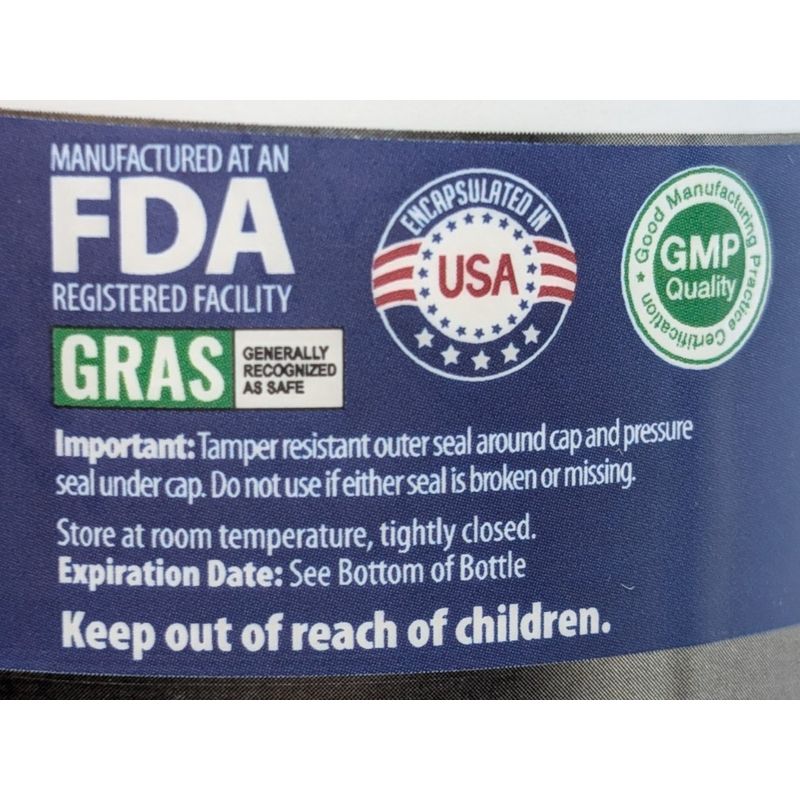 MANUFACTURED AT AN
FDA
REGISTERED FACILITY
GRAS
GENERALLY
RECOGNIZED
AS SAFE
ENCAPSULATED IN
USA
Good Manufacturing Practice Certification
GMP
Quality
Important: Tamper resistant outer seal around cap and pressure
seal under cap. Do not use if either seal is broken or missing.
Store at room temperature, tightly closed.
Expiration Date: See Bottom of Bottle
Keep out of reach of children.